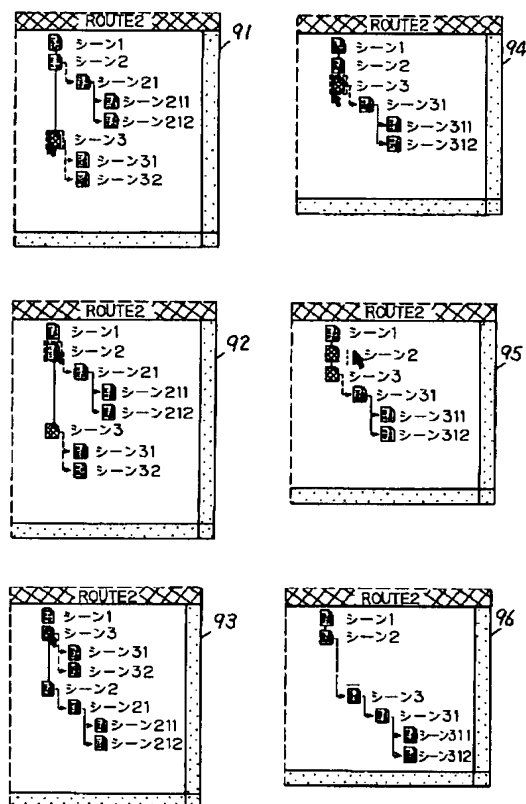 ROUTE2
91
シーン1
シーン2
シーン21
シーン211
シーン212
シーン3
シーン31
シーン32
ROUTE2
92
シーン1
シーン2
シーン21
シーン211
シーン212
シーン3
シーン31
シーン32
ROUTE2
93
シーン1
シーン3
シーン31
シーン32
シーン2
シーン21
シーン211
シーン212
ROUTE2
94
シーン1
シーン2
シーン3
シーン31
シーン311
シーン312
ROUTE2
95
シーン1
シーン2
シーン3
シーン31
シーン311
シーン312
ROUTE2
96
シーン1
シーン2
シーン3
シーン31
シーン311
シーン312